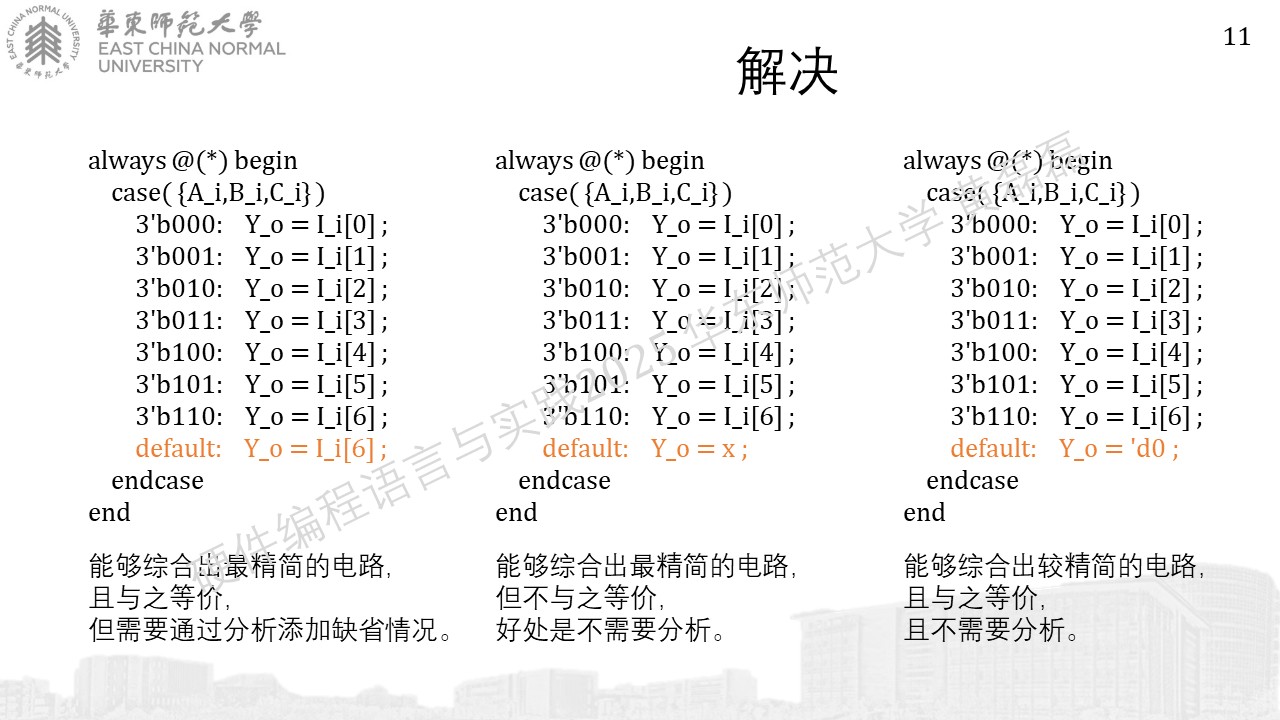 華東師範大學
EAST CHINA NORMAL
UNIVERSITY
EAST CHINA NORMAL UNIVERSITY
華東師範大學
11
解决
always @(*) begin
case( {A_i,B_i,C_i} )
3'b000: Y_o = I_i[0] ;
3'b001: Y_o = I_i[1] ;
3'b010: Y_o = I_i[2] ;
3'b011: Y_o = I_i[3] ;
3'b100: Y_o = I_i[4] ;
3'b101: Y_o = I_i[5] ;
3'b110: Y_o = I_i[6] ;
default: Y_o = I_i[6] ;
endcase
end
能够综合出最精简的电路,
且与之等价,
但需要通过分析添加缺省情况。
always @(*) begin
case( {A_i,B_i,C_i} )
3'b000: Y_o = I_i[0] ;
3'b001: Y_o = I_i[1] ;
3'b010: Y_o = I_i[2] ;
3'b011: Y_o = I_i[3] ;
3'b100: Y_o = I_i[4] ;
3'b101: Y_o = I_i[5] ;
3'b110: Y_o = I_i[6] ;
default: Y_o = x ;
endcase
end
能够综合出最精简的电路,
但不与之等价,
好处是不需要分析。
always @(*) begin
case( {A_i,B_i,C_i} )
3'b000: Y_o = I_i[0] ;
3'b001: Y_o = I_i[1] ;
3'b010: Y_o = I_i[2] ;
3'b011: Y_o = I_i[3] ;
3'b100: Y_o = I_i[4] ;
3'b101: Y_o = I_i[5] ;
3'b110: Y_o = I_i[6] ;
default: Y_o = 'd0 ;
endcase
end
能够综合出较精简的电路,
且与之等价,
且不需要分析。
硬件编程语言与实践2025 华东师范大学 黄磊磊